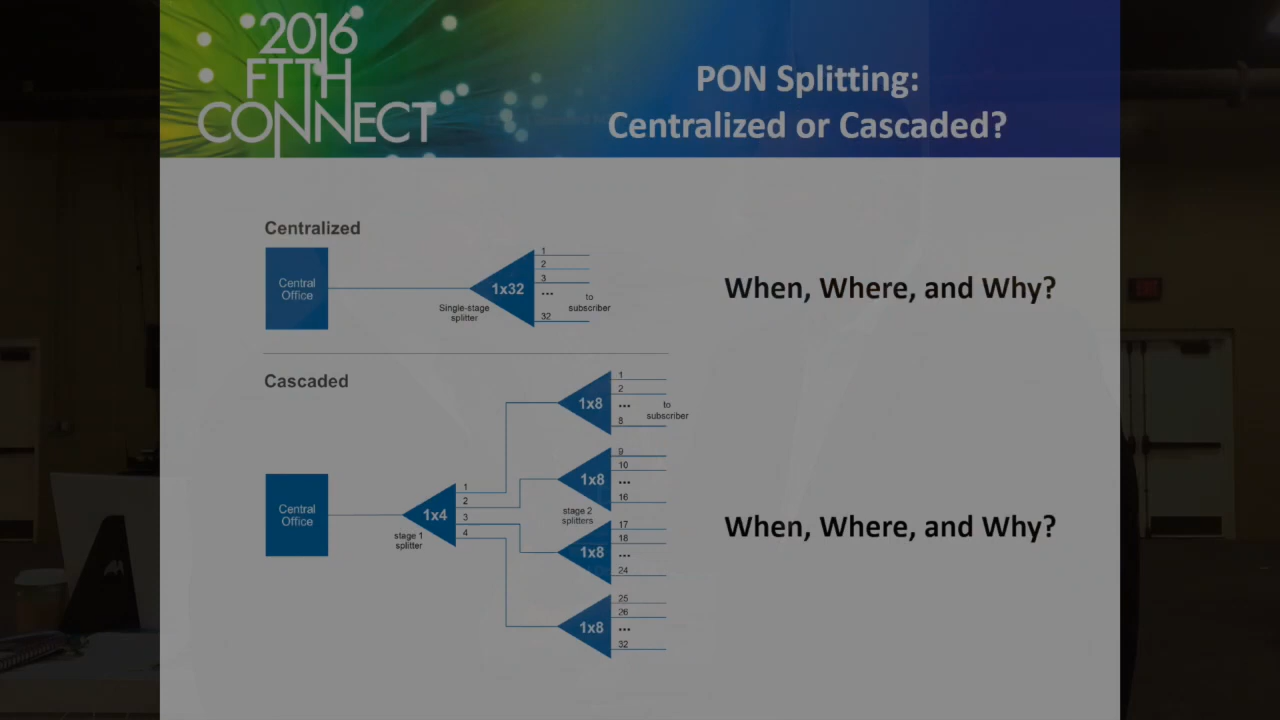 2016
FTTH
CONNECT
PON Splitting:
Centralized or Cascaded?
Centralized
Central
Office
Single-stage
splitter
1x32
1
2
3
...
32
to
subscriber
When, Where, and Why?
Cascaded
Central
Office
1x4
stage 1
splitter
1
2
3
4
1x8
1
2
...
8
to
subscriber
1x8
9
10
...
16
stage 2
splitters
1x8
17
18
...
24
1x8
25
26
...
32
When, Where, and Why?